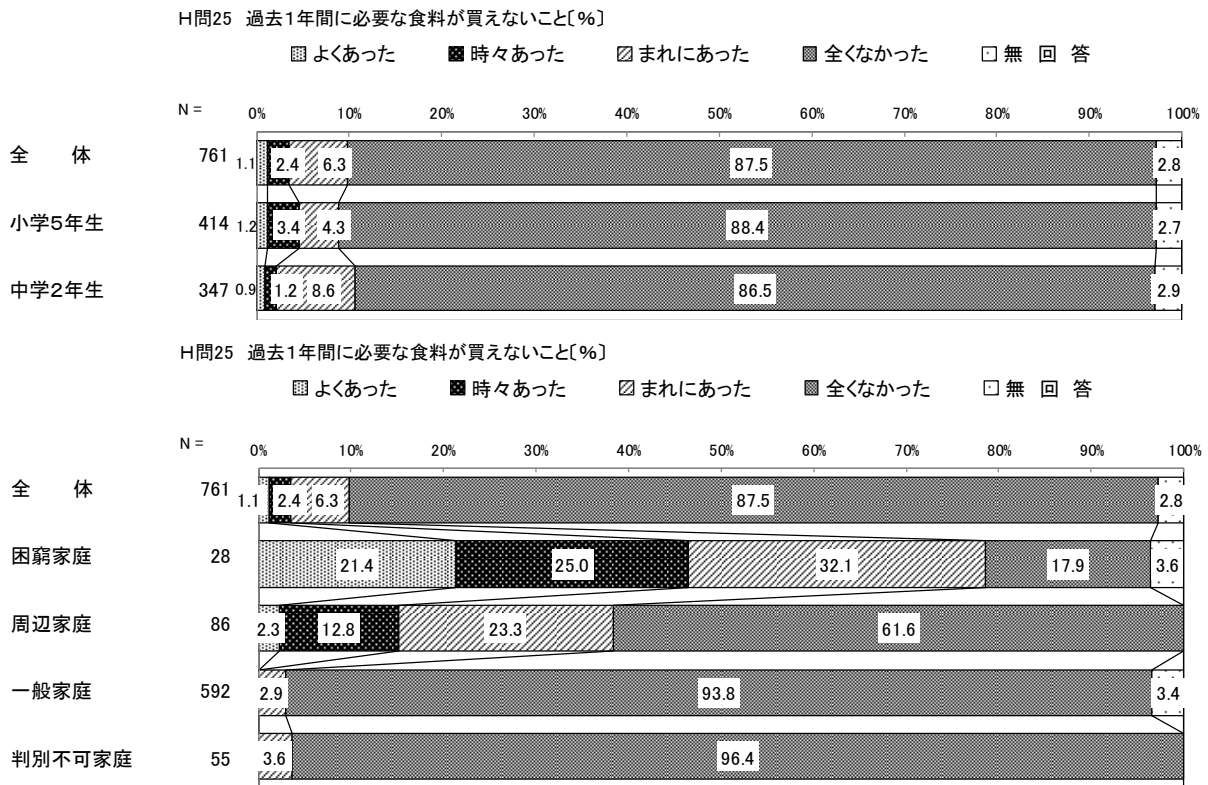 H問25 過去1年間に必要な食料が買えないこと〔%〕
よくあった 時々あった まれにあった 全くなかった 無 回 答
N = 0% 10% 20% 30% 40% 50% 60% 70% 80% 90% 100%
全 体 761 1.1 2.4 6.3 87.5 2.8
小学5年生 414 1.2 3.4 4.3 88.4 2.7
中学2年生 347 0.9 1.2 8.6 86.5 2.9
H問25 過去1年間に必要な食料が買えないこと〔%〕
よくあった 時々あった まれにあった 全くなかった 無 回 答
N = 0% 10% 20% 30% 40% 50% 60% 70% 80% 90% 100%
全 体 761 1.1 2.4 6.3 87.5 2.8
困窮家庭 28 21.4 25.0 32.1 17.9 3.6
周辺家庭 86 2.3 12.8 23.3 61.6
一般家庭 592 2.9 93.8 3.4
判別不可家庭 55 3.6 96.4